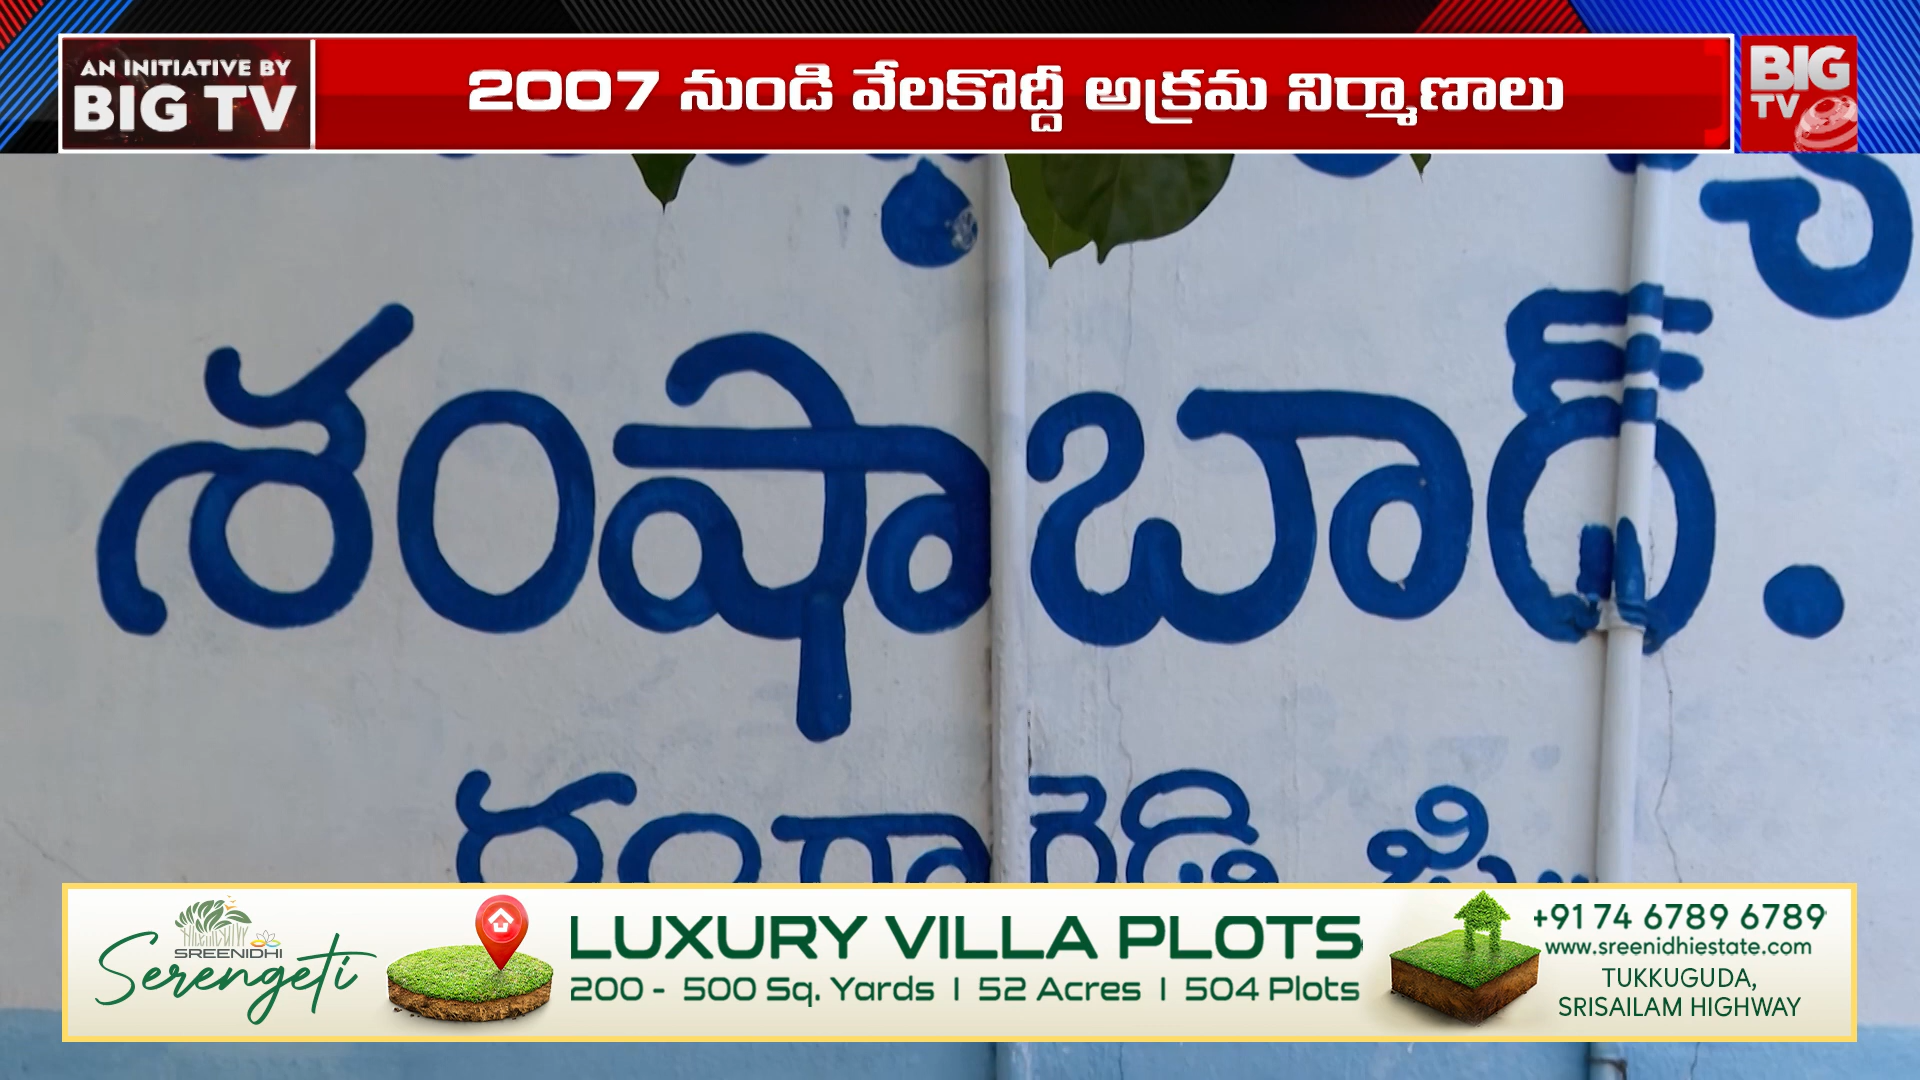 AN INITIATIVE BY
BIG TV
2007 నుండి వేలకొద్దీ అక్రమ నిర్మాణాలు
BIG
TV
శంషాబాద్.
రంగారెడ్డి
SREENIDHI
Serengeti
LUXURY VILLA PLOTS
200 - 500 Sq. Yards | 52 Acres | 504 Plots
+91 74 6789 6789
www.sreenidhiestate.com
TUKKUGUDA,
SRISAILAM HIGHWAY